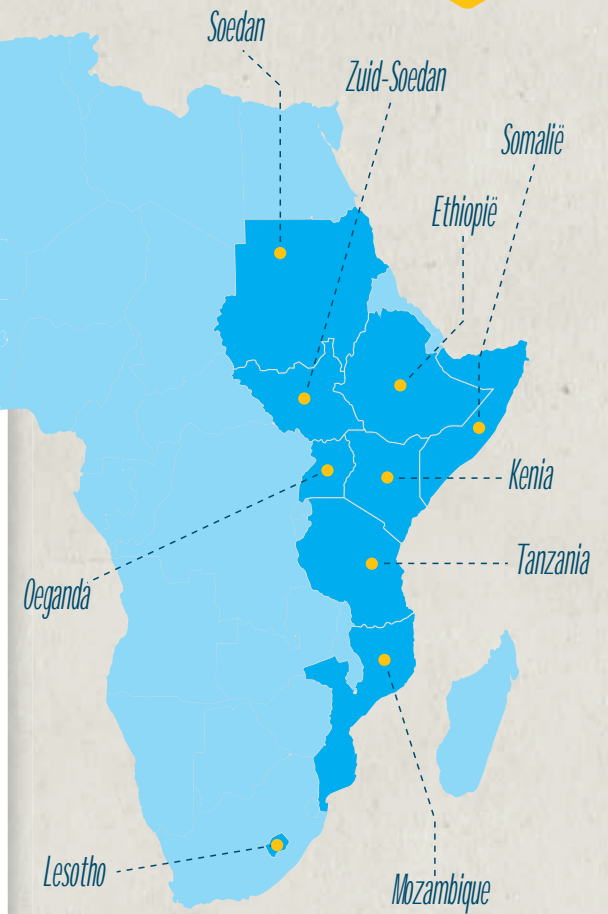 Soedan
Zuid-Soedan
Somalië
Ethiopië
Kenia
Tanzania
Oeganda
Lesotho
Mozambique